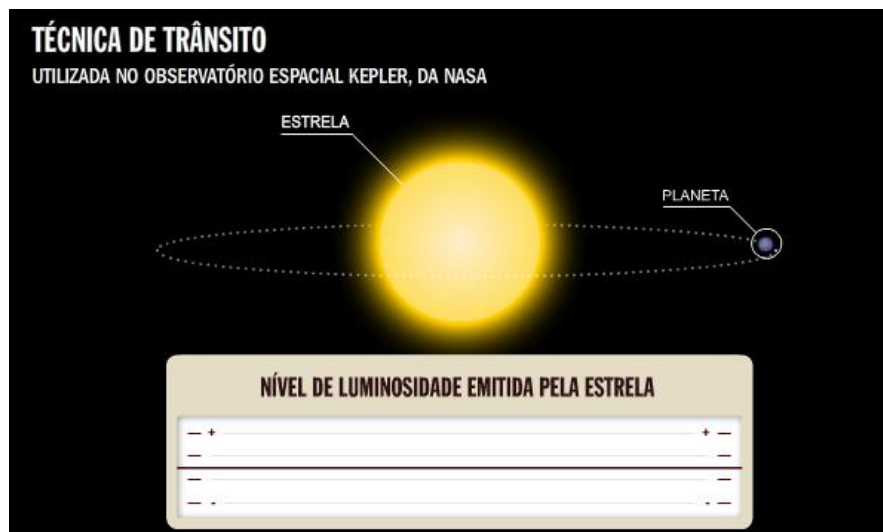 TÉCNICA DE TRÂNSITO
UTILIZADA NO OBSERVATÓRIO ESPACIAL KEPLER, DA NASA
ESTRELA
PLANETA
NÍVEL DE LUMINOSIDADE EMITIDA PELA ESTRELA
+ +
- -